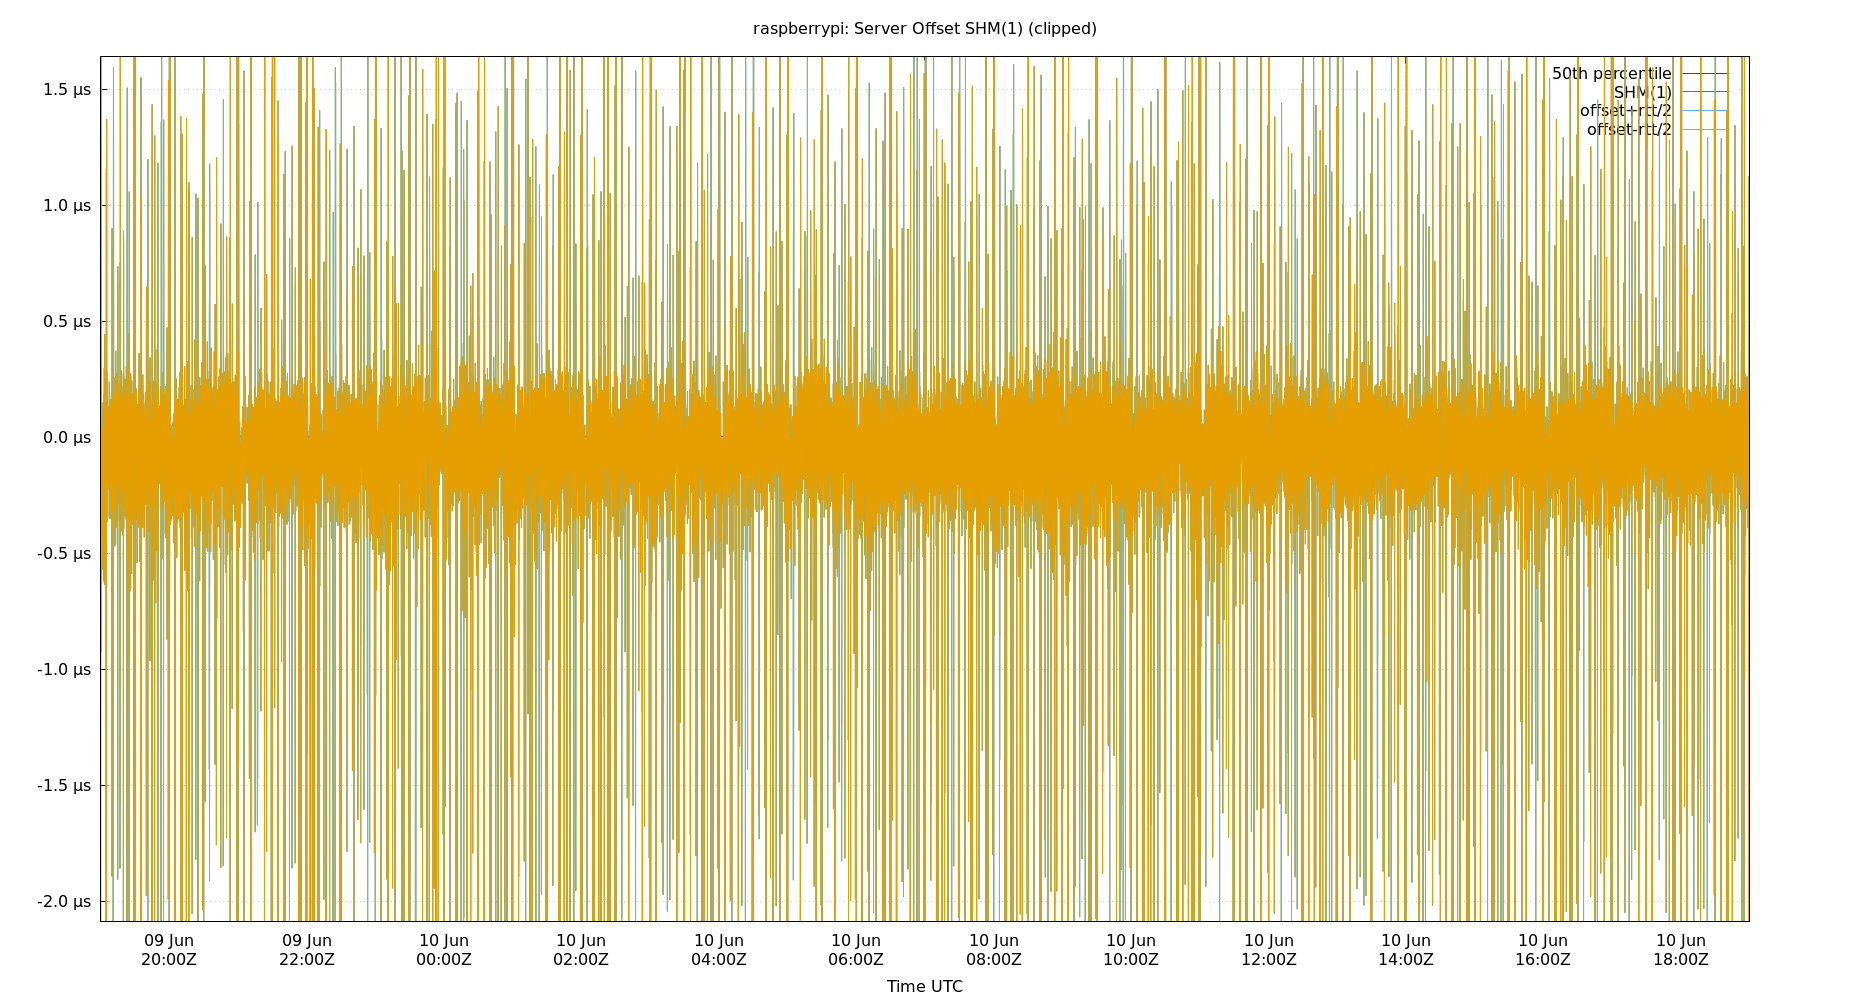 raspberrypi: Server Offset SHM(1) (clipped)
50th percentile
SHM(1)
offset+rtt/2
offset-rtt/2
1.5 µs
1.0 µs
0.5 µs
0.0 µs
-0.5 µs
-1.0 µs
-1.5 µs
-2.0 µs
09 Jun 09 Jun 10 Jun 10 Jun 10 Jun 10 Jun 10 Jun 10 Jun 10 Jun 10 Jun 10 Jun 10 Jun
20:00Z 22:00Z 00:00Z 02:00Z 04:00Z 06:00Z 08:00Z 10:00Z 12:00Z 14:00Z 16:00Z 18:00Z
Time UTC